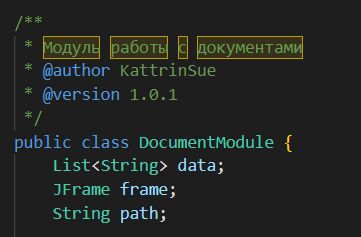 /**
* Модуль работы с документами
* @author KattrinSue
* @version 1.0.1
*/
public class DocumentModule {
List<String> data;
JFrame frame;
String path;